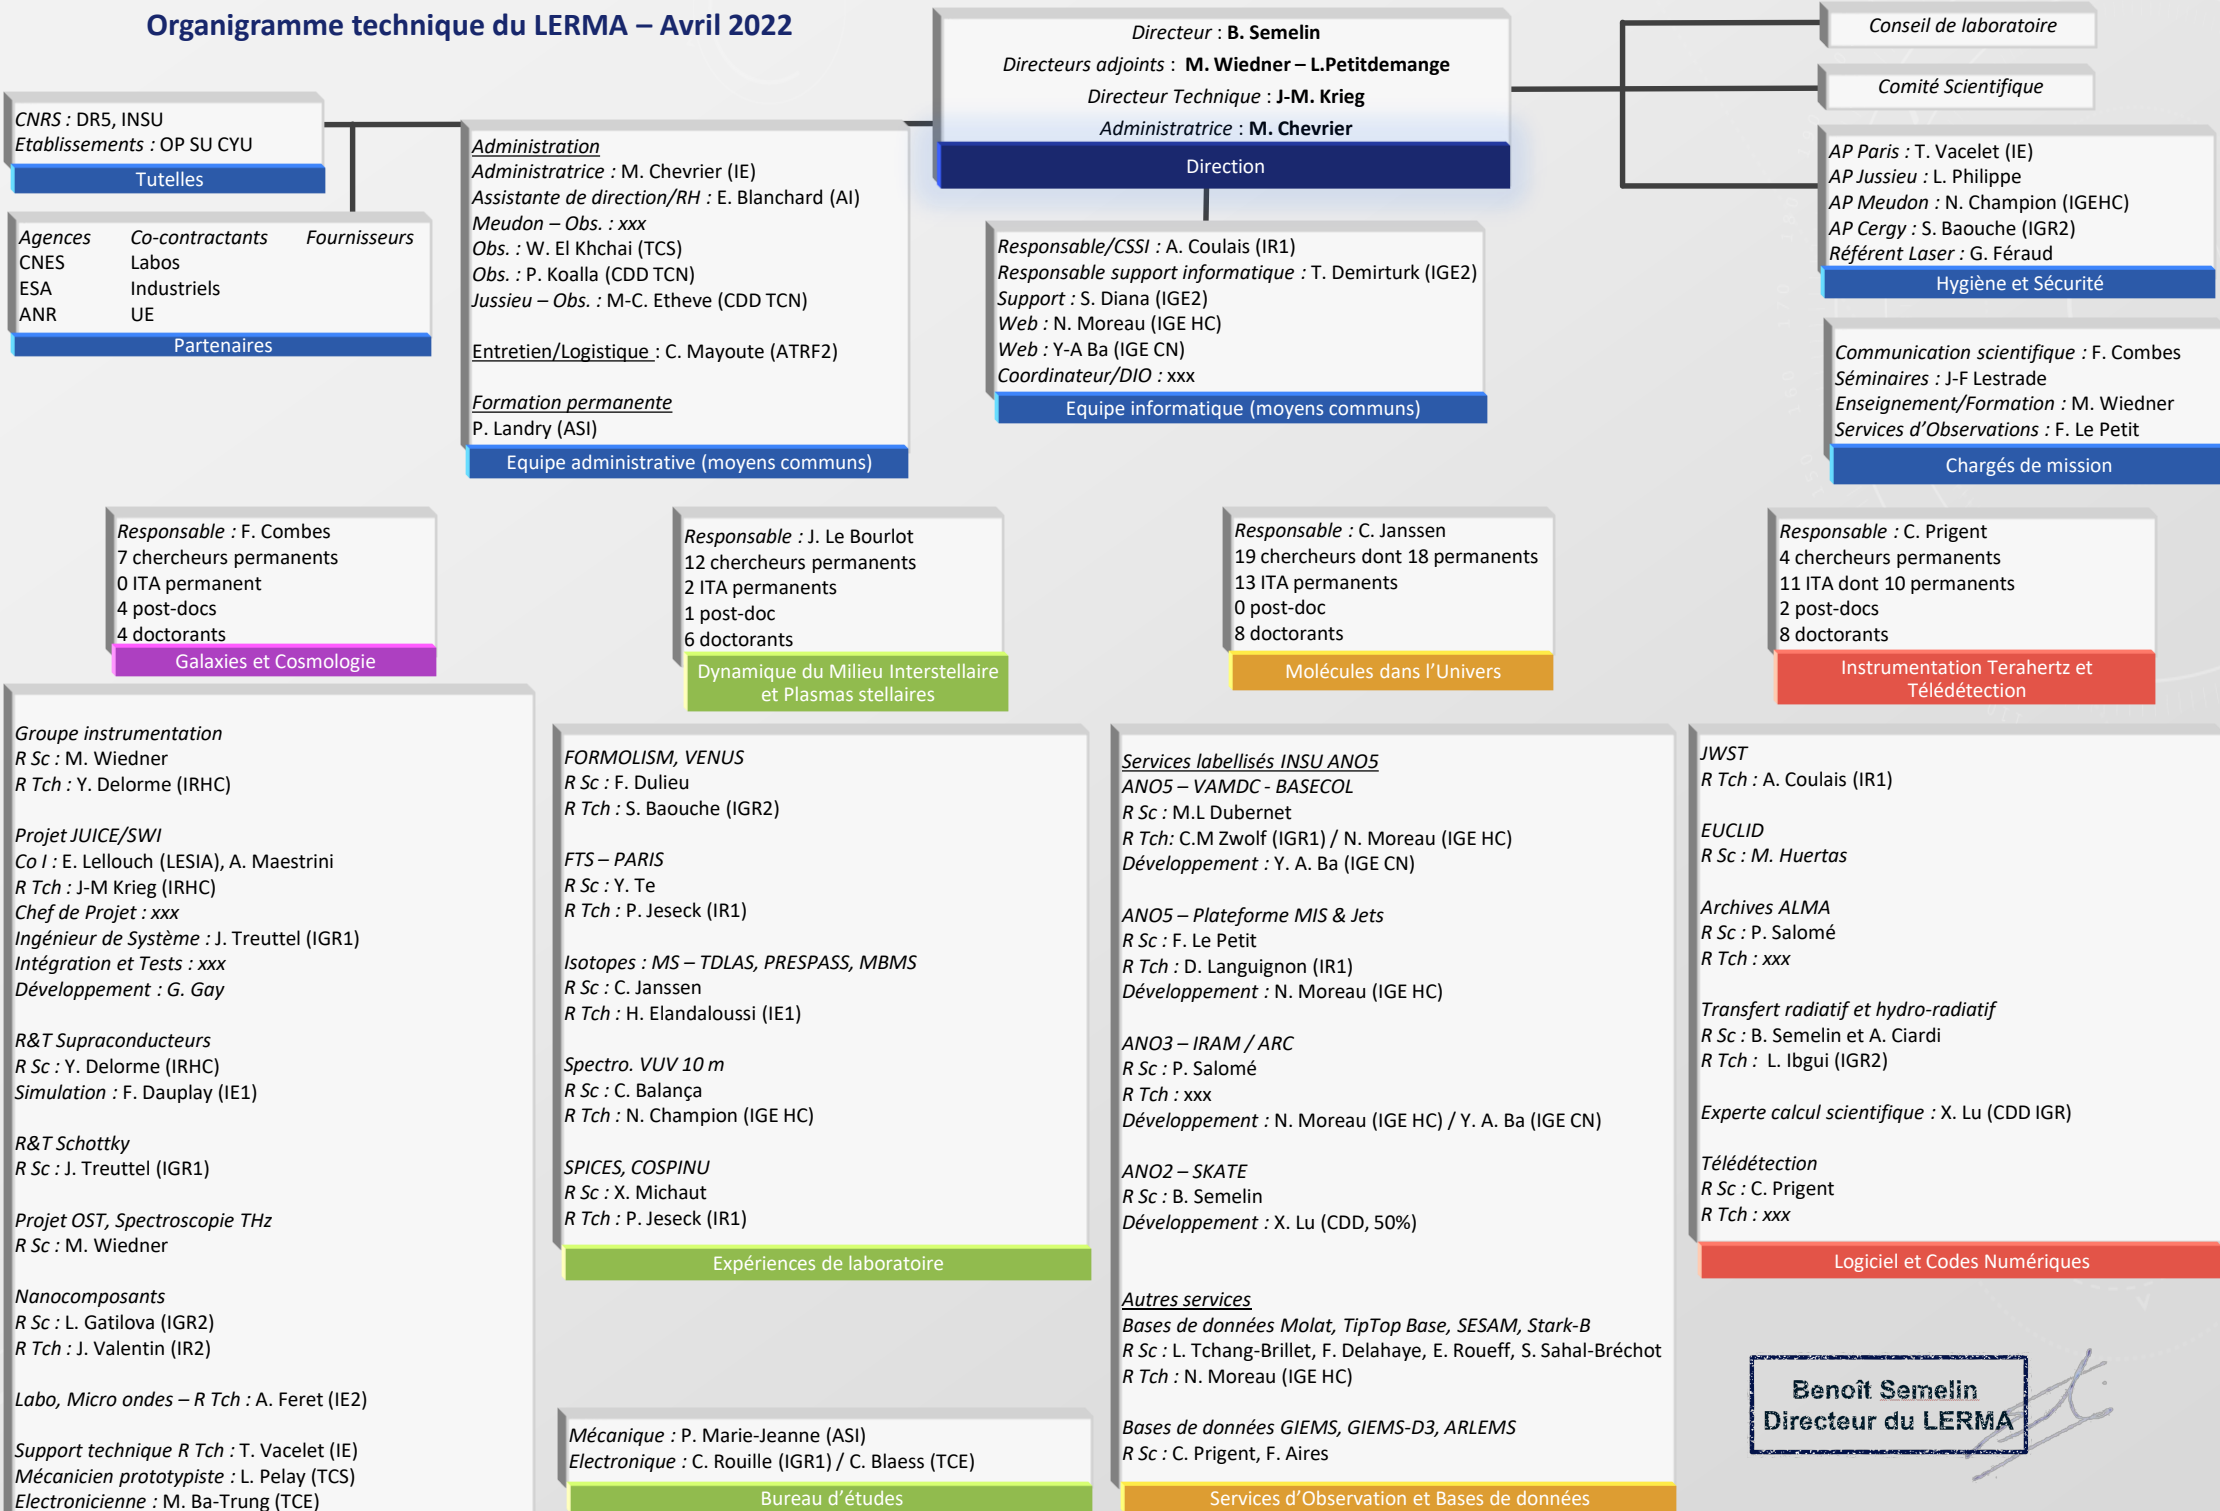 Organigramme technique du LERMA – Avril 2022
Directeur : B. Semelin
Directeurs adjoints : M. Wiedner – L.Petitdemange
Directeur Technique : J-M. Krieg
Administratrice : M. Chevrier
Direction
Conseil de laboratoire
Comité Scientifique
CNRS : DR5, INSU
Etablissements : OP SU CYU
Tutelles
Agences Co-contractants Fournisseurs
CNES Labos
ESA Industriels
ANR UE
Partenaires
Administration
Administratrice : M. Chevrier (IE)
Assistante de direction/RH : E. Blanchard (AI)
Meudon – Obs. : xxx
Obs. : W. El Khchai (TCS)
Obs. : P. Koalla (CDD TCN)
Jussieu – Obs. : M-C. Etheve (CDD TCN)
Entretien/Logistique : C. Mayoute (ATRF2)
Formation permanente
P. Landry (ASI)
Equipe administrative (moyens communs)
Responsable/CSSI : A. Coulais (IR1)
Responsable support informatique : T. Demirturk (IGE2)
Support : S. Diana (IGE2)
Web : N. Moreau (IGE HC)
Web : Y-A Ba (IGE CN)
Coordinateur/DIO : xxx
Equipe informatique (moyens communs)
AP Paris : T. Vacelet (IE)
AP Jussieu : L. Philippe
AP Meudon : N. Champion (IGEHC)
AP Cergy : S. Baouche (IGR2)
Référent Laser : G. Féraud
Hygiène et Sécurité
Communication scientifique : F. Combes
Séminaires : J-F Lestrade
Enseignement/Formation : M. Wiedner
Services d'Observations : F. Le Petit
Chargés de mission
Responsable : F. Combes
7 chercheurs permanents
0 ITA permanent
4 post-docs
4 doctorants
Galaxies et Cosmologie
Responsable : J. Le Bourlot
12 chercheurs permanents
2 ITA permanents
1 post-doc
6 doctorants
Dynamique du Milieu Interstellaire
et Plasmas stellaires
Responsable : C. Janssen
19 chercheurs dont 18 permanents
13 ITA permanents
0 post-doc
8 doctorants
Molécules dans l'Univers
Responsable : C. Prigent
4 chercheurs permanents
11 ITA dont 10 permanents
2 post-docs
8 doctorants
Instrumentation Terahertz et
Télédétection
Groupe instrumentation
R Sc : M. Wiedner
R Tch : Y. Delorme (IRHC)
Projet JUICE/SWI
Co I : E. Lellouch (LESIA), A. Maestrini
R Tch : J-M Krieg (IRHC)
Chef de Projet : xxx
Ingénieur de Système : J. Treuttel (IGR1)
Intégration et Tests : xxx
Développement : G. Gay
R&T Supraconducteurs
R Sc : Y. Delorme (IRHC)
Simulation : F. Dauplay (IE1)
R&T Schottky
R Sc : J. Treuttel (IGR1)
Projet OST, Spectroscopie THz
R Sc : M. Wiedner
Nanocomposants
R Sc : L. Gatilova (IGR2)
R Tch : J. Valentin (IR2)
Labo, Micro ondes – R Tch : A. Feret (IE2)
Support technique R Tch : T. Vacelet (IE)
Mécanicien prototypiste : L. Pelay (TCS)
Electronicienne : M. Ba-Trung (TCE)
FORMOLISM, VENUS
R Sc : F. Dulieu
R Tch : S. Baouche (IGR2)
FTS – PARIS
R Sc : Y. Te
R Tch : P. Jeseck (IR1)
Isotopes : MS – TDLAS, PRESPASS, MBMS
R Sc : C. Janssen
R Tch : H. Elandaloussi (IE1)
Spectro. VUV 10 m
R Sc : C. Balança
R Tch : N. Champion (IGE HC)
SPICES, COSPINU
R Sc : X. Michaut
R Tch : P. Jeseck (IR1)
Expériences de laboratoire
Mécanique : P. Marie-Jeanne (ASI)
Electronique : C. Rouille (IGR1) / C. Blaess (TCE)
Bureau d'études
Services labellisés INSU ANO5
ANO5 – VAMDC - BASECOL
R Sc : M.L Dubernet
R Tch: C.M Zwolf (IGR1) / N. Moreau (IGE HC)
Développement : Y. A. Ba (IGE CN)
ANO5 – Plateforme MIS & Jets
R Sc : F. Le Petit
R Tch : D. Languignon (IR1)
Développement : N. Moreau (IGE HC)
ANO3 – IRAM / ARC
R Sc : P. Salomé
R Tch : xxx
Développement : N. Moreau (IGE HC) / Y. A. Ba (IGE CN)
ANO2 – SKATE
R Sc : B. Semelin
Développement : X. Lu (CDD, 50%)
Autres services
Bases de données Molat, TipTop Base, SESAM, Stark-B
R Sc : L. Tchang-Brillet, F. Delahaye, E. Roueff, S. Sahal-Bréchot
R Tch : N. Moreau (IGE HC)
Bases de données GIEMS, GIEMS-D3, ARLEMS
R Sc : C. Prigent, F. Aires
Services d'Observation et Bases de données
JWST
R Tch : A. Coulais (IR1)
EUCLID
R Sc : M. Huertas
Archives ALMA
R Sc : P. Salomé
R Tch : xxx
Transfert radiatif et hydro-radiatif
R Sc : B. Semelin et A. Ciardi
R Tch : L. Ibgui (IGR2)
Experte calcul scientifique : X. Lu (CDD IGR)
Télédétection
R Sc : C. Prigent
R Tch : xxx
Logiciel et Codes Numériques
Benoît Semelin
Directeur du LERMA